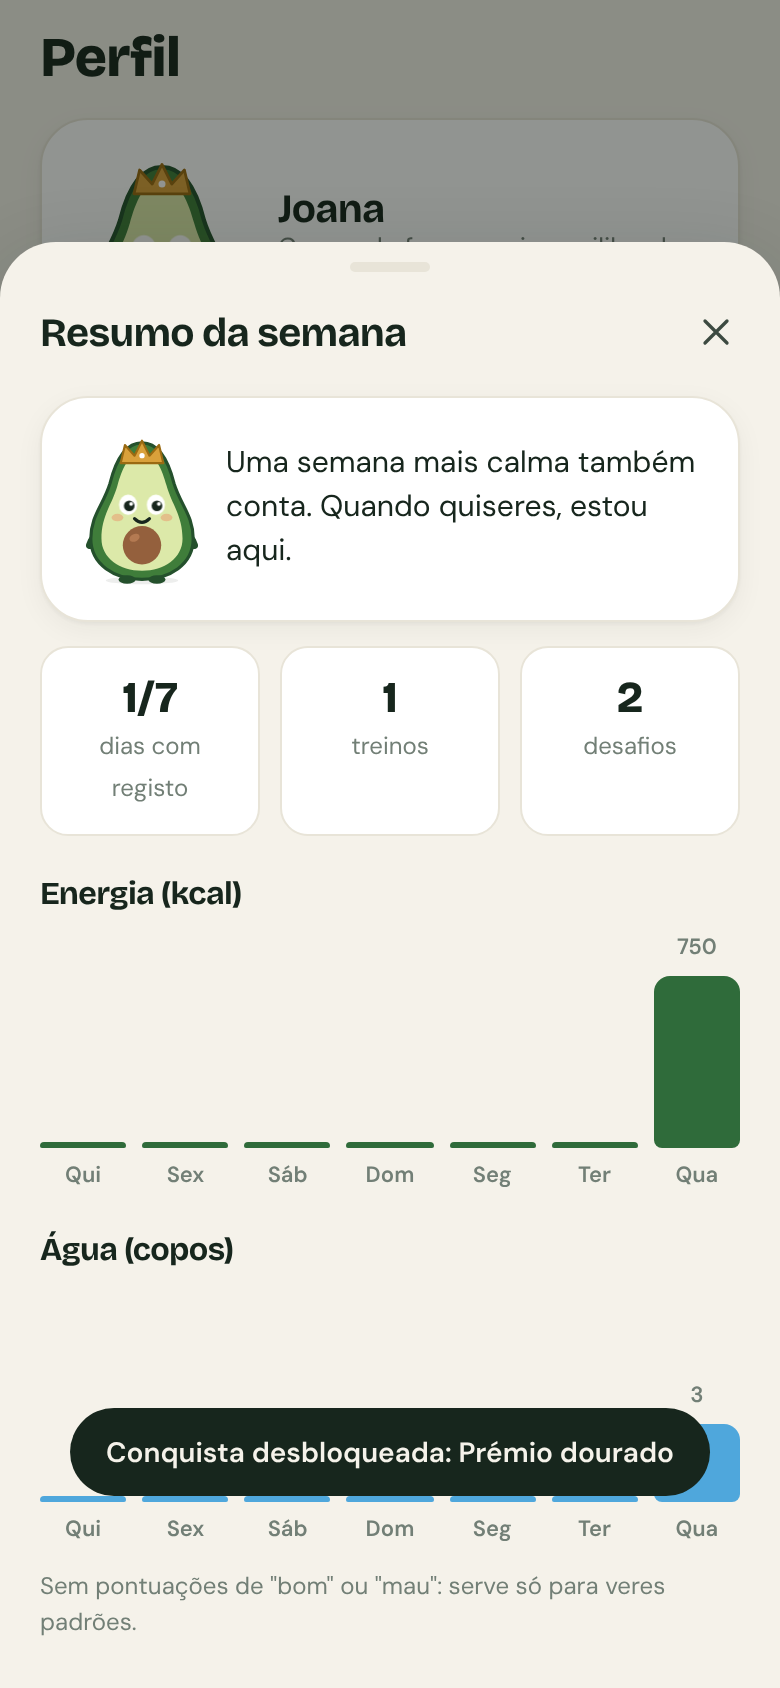 Perfil
Joana
Resumo da semana
Uma semana mais calma também
conta. Quando quiseres, estou
aqui.
1/7
dias com
registo
1
treinos
2
desafios
Energia (kcal)
750
Qui Sex Sáb Dom Seg Ter Qua
Água (copos)
3
Conquista desbloqueada: Prémio dourado
Qui Sex Sáb Dom Seg Ter Qua
Sem pontuações de "bom" ou "mau": serve só para veres
padrões.